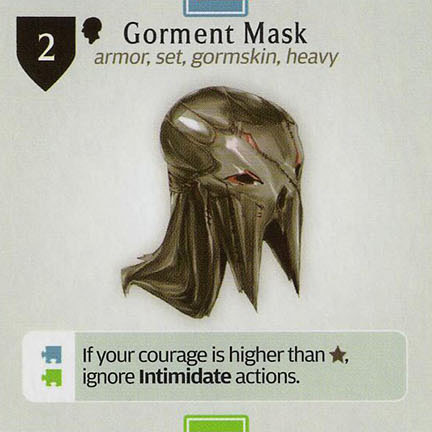 2
Gorment Mask
armor, set, gormskin, heavy
If your courage is higher than ★,
ignore Intimidate actions.